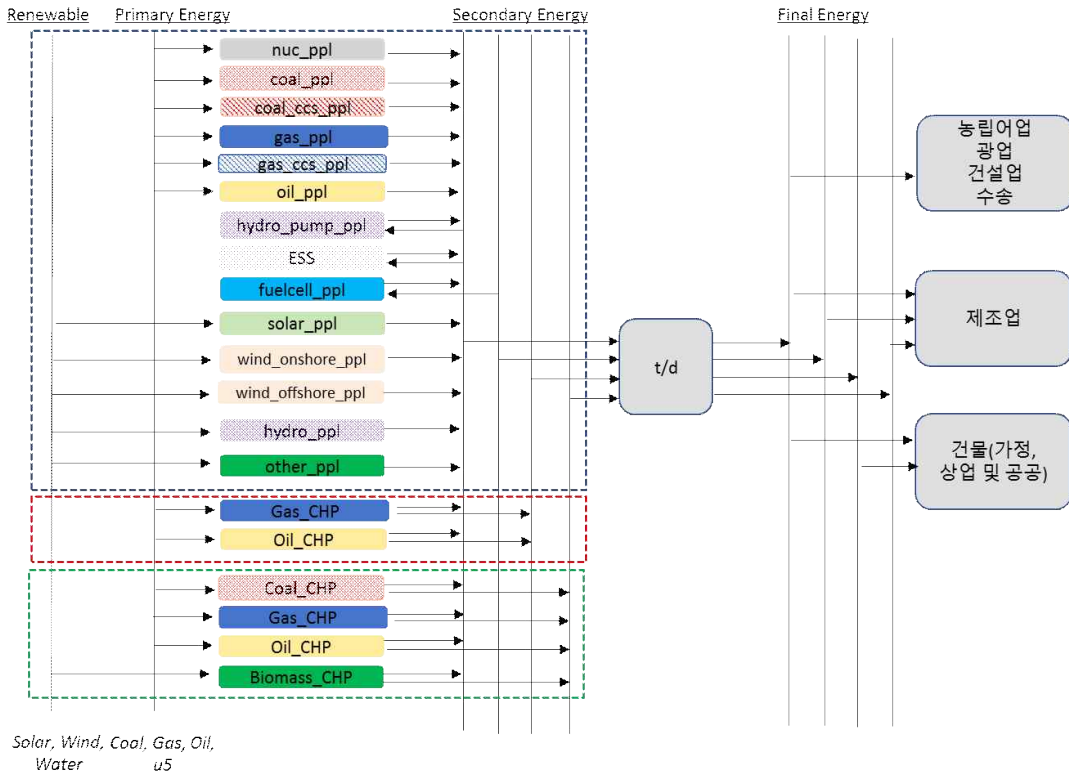 Renewable
Primary Energy
Secondary Energy
Final Energy
nuc_ppl
coal_ppl
coal_ccs_ppl
gas_ppl
gas_ccs_ppl
oil_ppl
hydro_pump_ppl
ESS
fuelcell_ppl
solar_ppl
wind_onshore_ppl
wind_offshore_ppl
hydro_ppl
other_ppl
Gas_CHP
Oil_CHP
Coal_CHP
Gas_CHP
Oil_CHP
Biomass_CHP
t/d
농림어업
광업
건설업
수송
제조업
건물(가정,
상업 및 공공)
Solar, Wind,
Water
Coal, Gas, Oil,
u5